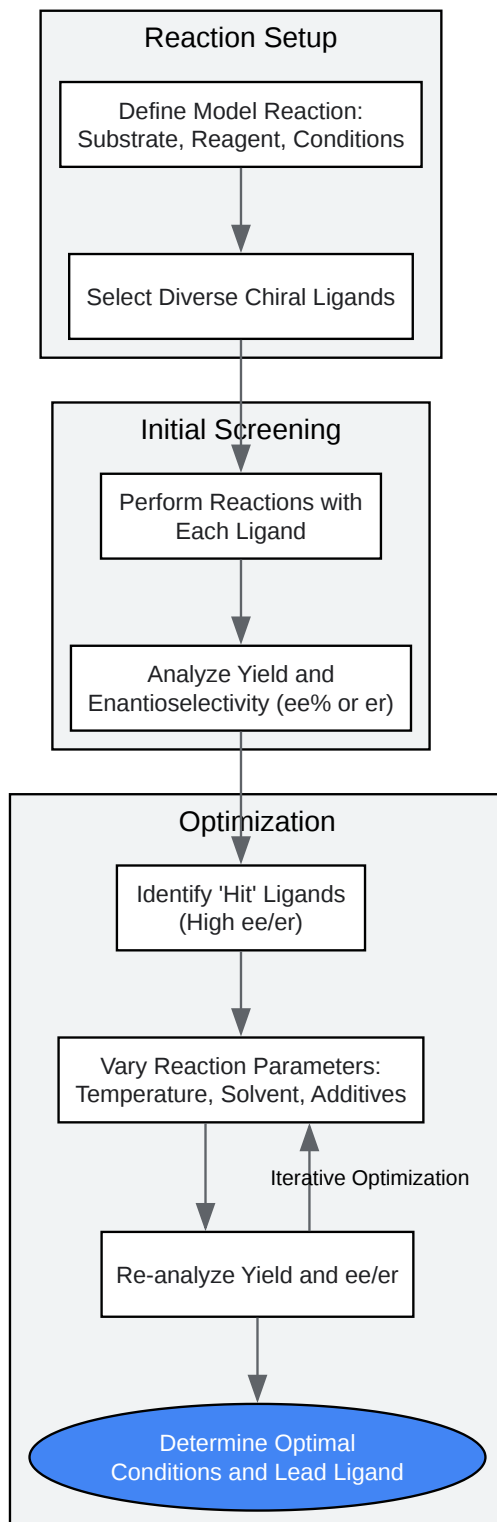 Reaction Setup
Define Model Reaction:
Substrate, Reagent, Conditions
Select Diverse Chiral Ligands
Initial Screening
Perform Reactions with
Each Ligand
Analyze Yield and
Enantioselectivity (ee% or er)
Optimization
Identify 'Hit' Ligands
(High ee/er)
Vary Reaction Parameters:
Temperature, Solvent, Additives
Iterative Optimization
Re-analyze Yield and ee/er
Determine Optimal
Conditions and Lead Ligand